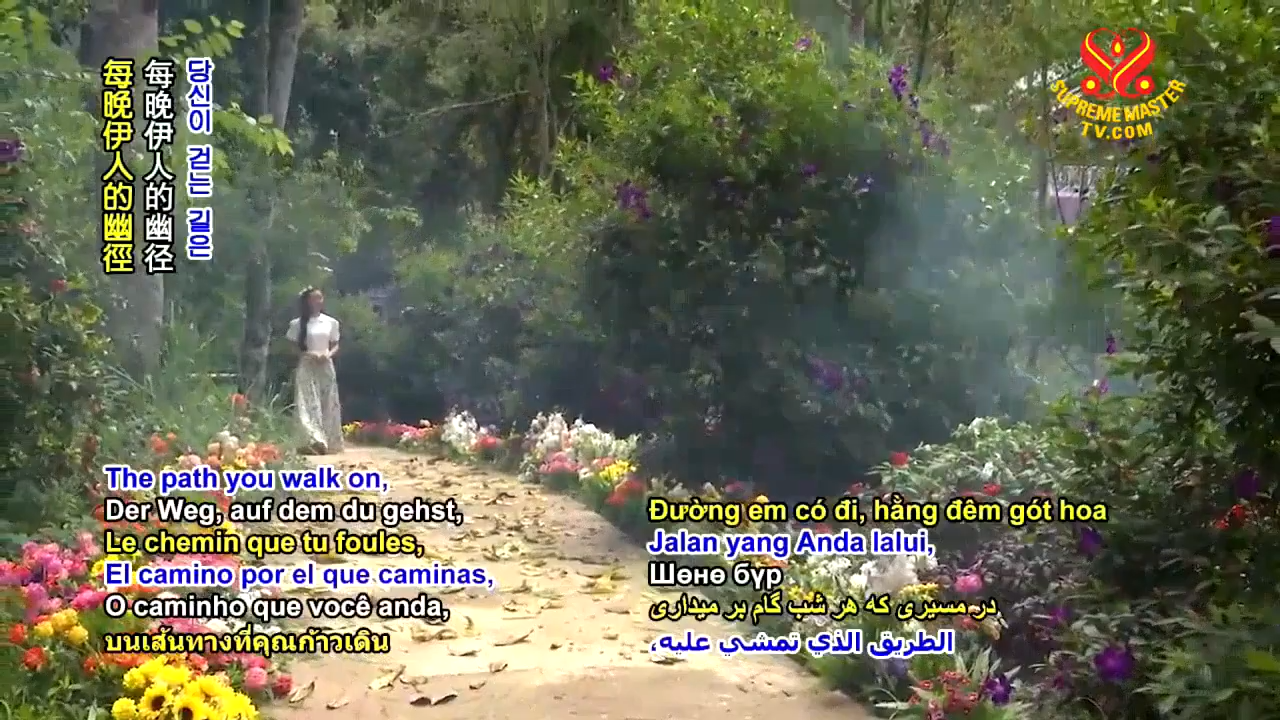 每晚伊人的幽徑
每晚伊人的幽径
당신이 걷는 길은
SUPREME MASTER
TV.COM
The path you walk on,
Der Weg, auf dem du gehst,
Le chemin que tu foules,
El camino por el que caminas,
O caminho que você anda,
บนเส้นทางที่คุณก้าวเดิน
Đường em có đi, hằng đêm gót hoa
Jalan yang Anda lalui,
Шөнө бүр
در مسیری که هر شب گام بر میداری
الطريق الذي تمشي عليه،